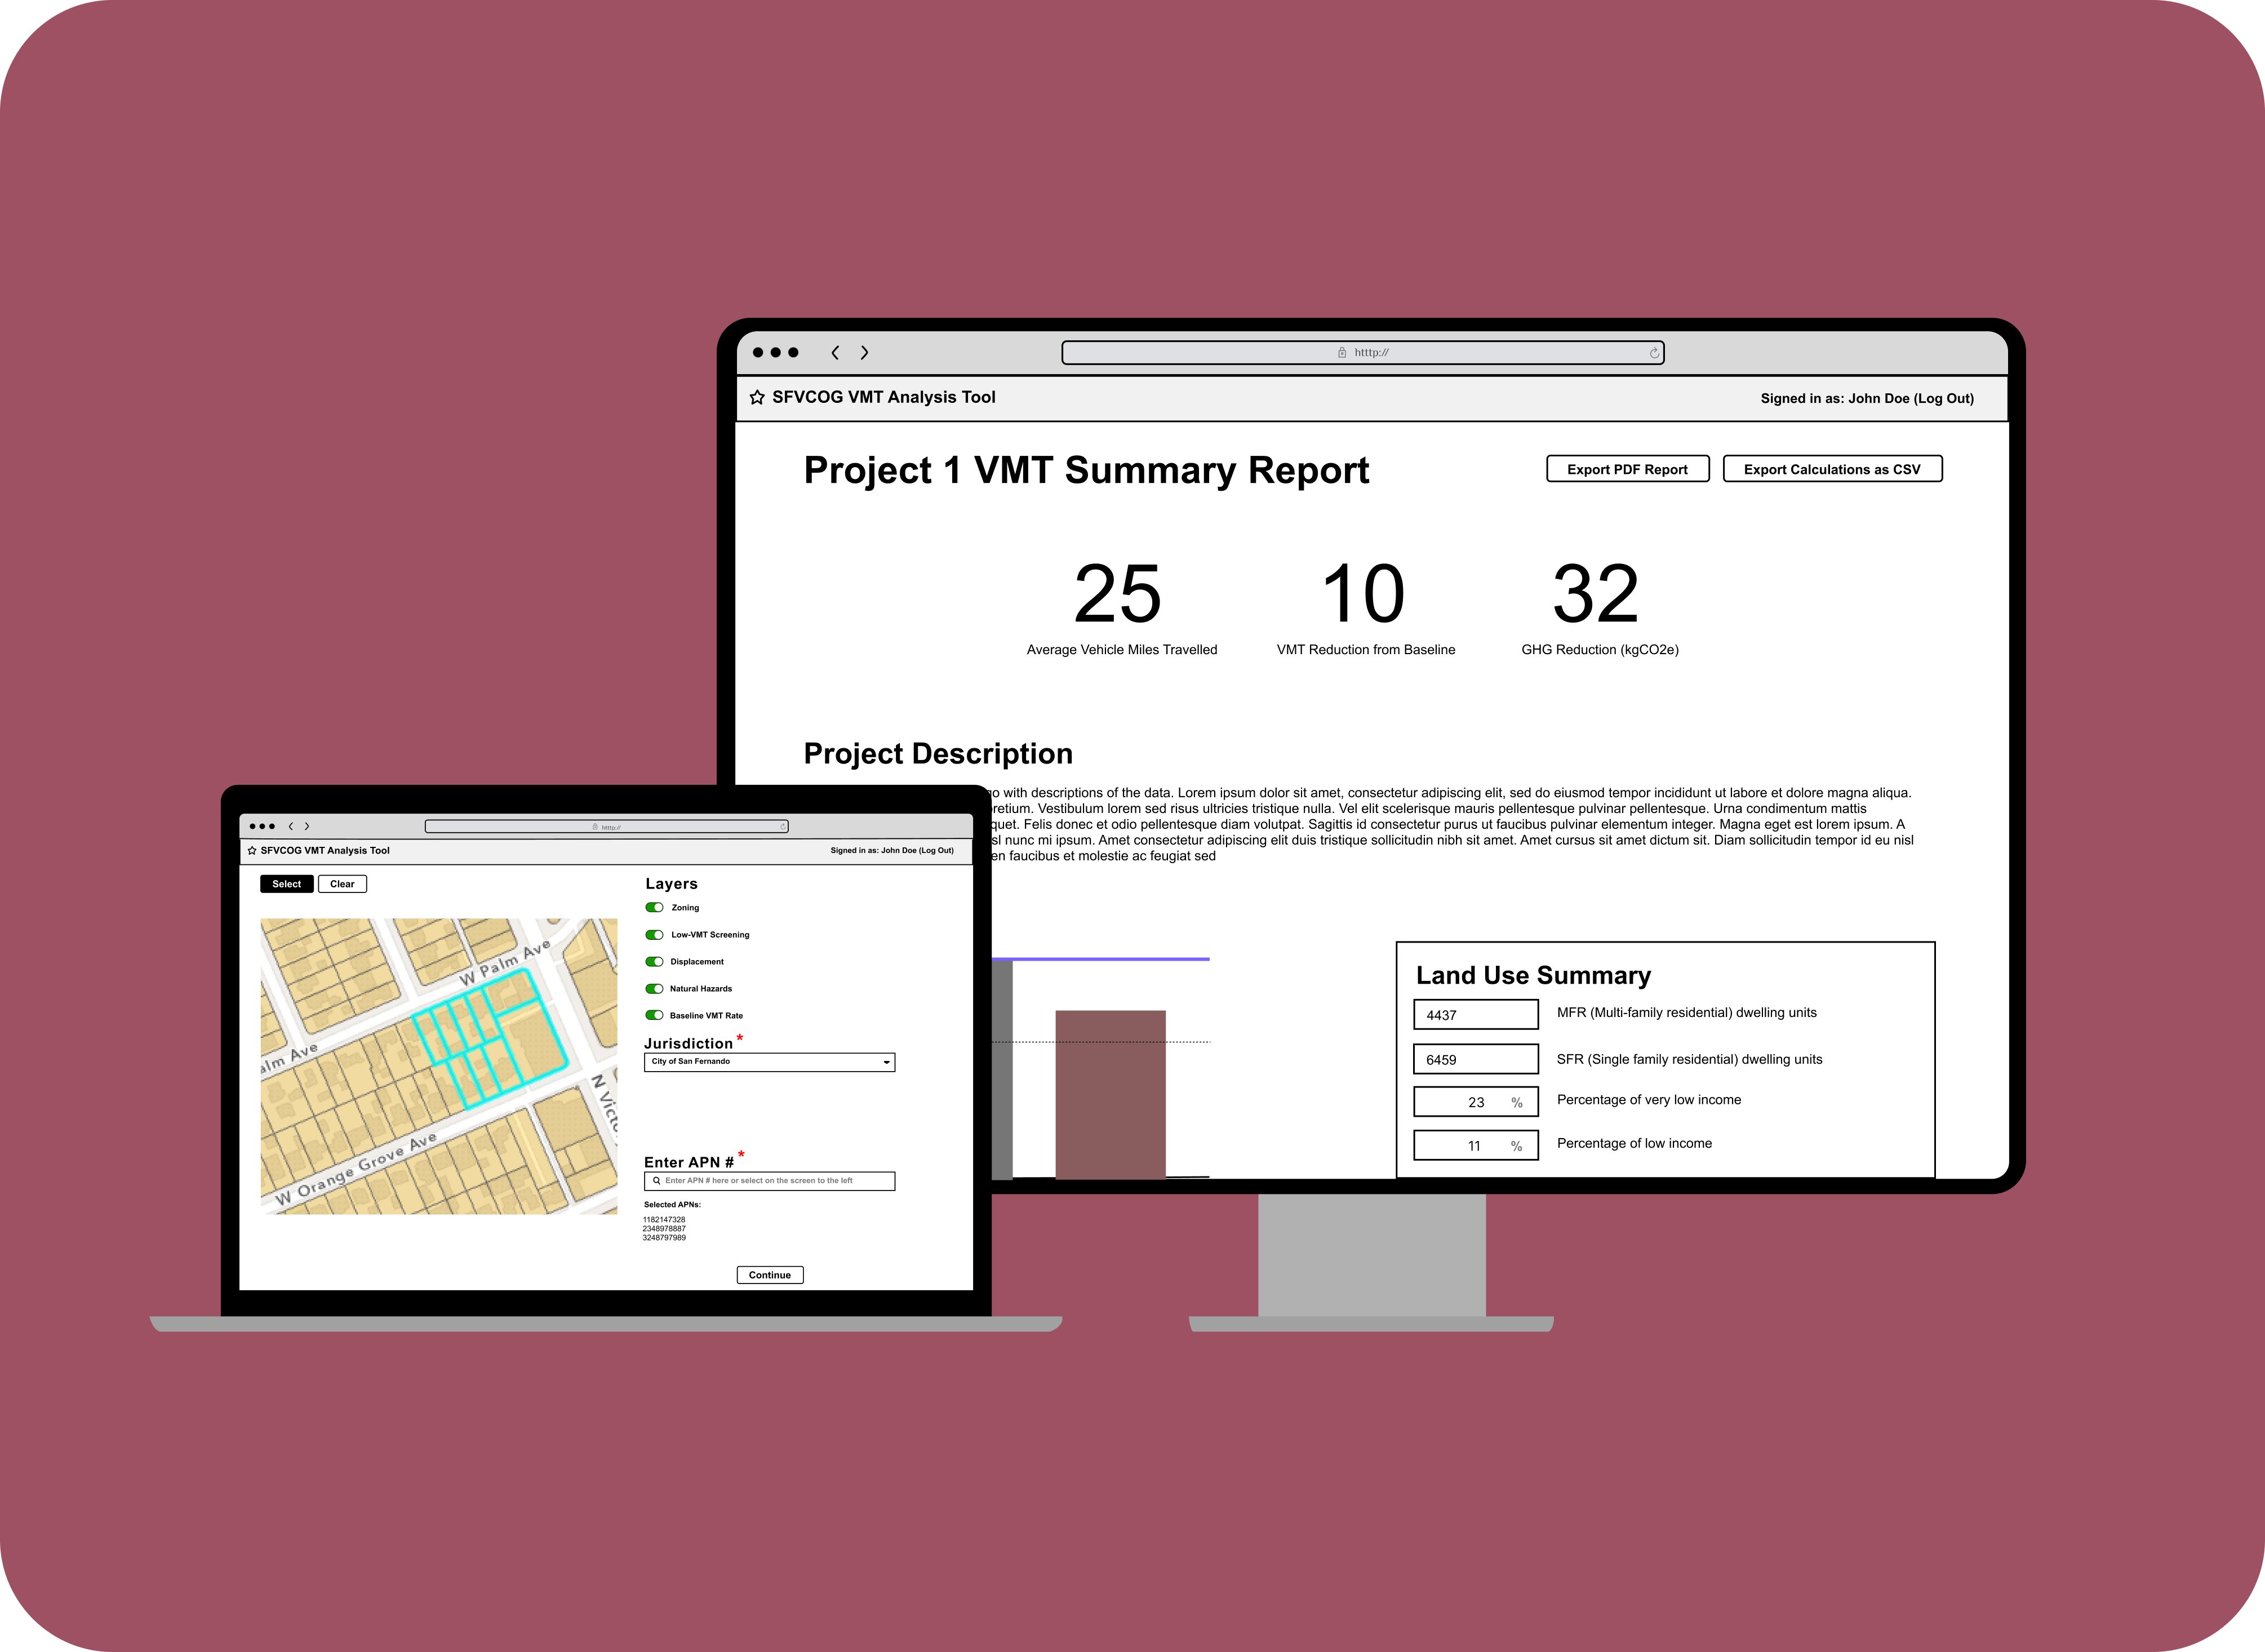 htttp://
SFVCOG VMT Analysis Tool
Signed in as: John Doe (Log Out)
Project 1 VMT Summary Report
Export PDF Report
Export Calculations as CSV
25
10
32
Average Vehicle Miles Travelled
VMT Reduction from Baseline
GHG Reduction (kgCO2e)
Project Description
with descriptions of the data. Lorem ipsum dolor sit amet, consectetur adipiscing elit, sed do eiusmod tempor incididunt ut labore et dolore magna aliqua.
pretium. Vestibulum lorem sed risus ultricies tristique nulla. Vel elit scelerisque mauris pellentesque pulvinar pellentesque. Urna condimentum mattis
quet. Felis donec et odio pellentesque diam volutpat. Sagittis id consectetur purus ut faucibus pulvinar elementum integer. Magna eget est lorem ipsum. A
sl nunc mi ipsum. Amet consectetur adipiscing elit duis tristique sollicitudin nibh sit amet. Amet cursus sit amet dictum sit. Diam sollicitudin tempor id eu nisl
en faucibus et molestie ac feugiat sed
Land Use Summary
4437 MFR (Multi-family residential) dwelling units
6459 SFR (Single family residential) dwelling units
23 % Percentage of very low income
11 % Percentage of low income
htttp://
SFVCOG VMT Analysis Tool
Signed in as: John Doe (Log Out)
Select
Clear
W Palm Ave
alm Ave
W Orange Grove Ave
N Victo
Layers
Zoning
Low-VMT Screening
Displacement
Natural Hazards
Baseline VMT Rate
Jurisdiction *
City of San Fernando
Enter APN # *
Enter APN # here or select on the screen to the left
Selected APNs:
1182147328
2348978887
3248797989
Continue